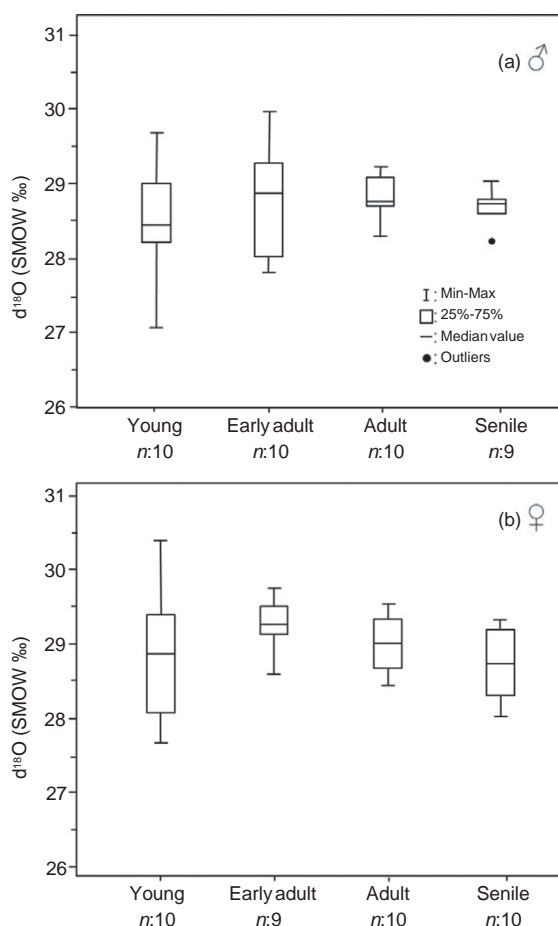 31
(a) ♂
30
29
28
27
26
d¹⁸O (SMOW ‰)
I: Min-Max
□: 25%-75%
—: Median value
●: Outliers
Young Early adult Adult Senile
n:10 n:10 n:10 n:9
31
(b) ♀
30
29
28
27
26
d¹⁸O (SMOW ‰)
Young Early adult Adult Senile
n:10 n:9 n:10 n:10